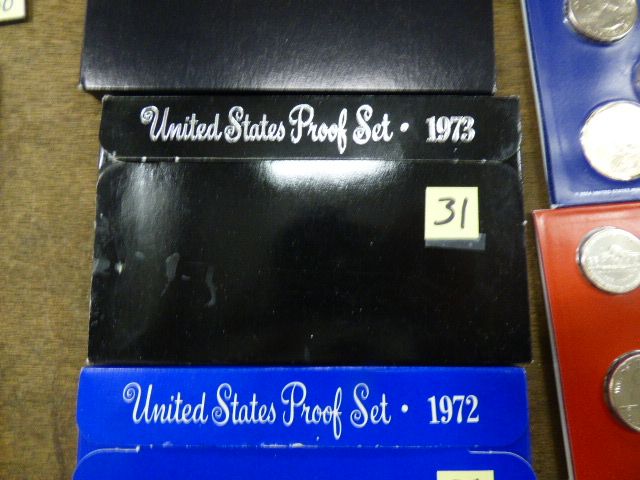 United States Proof Set • 1973
31
United States Proof Set • 1972